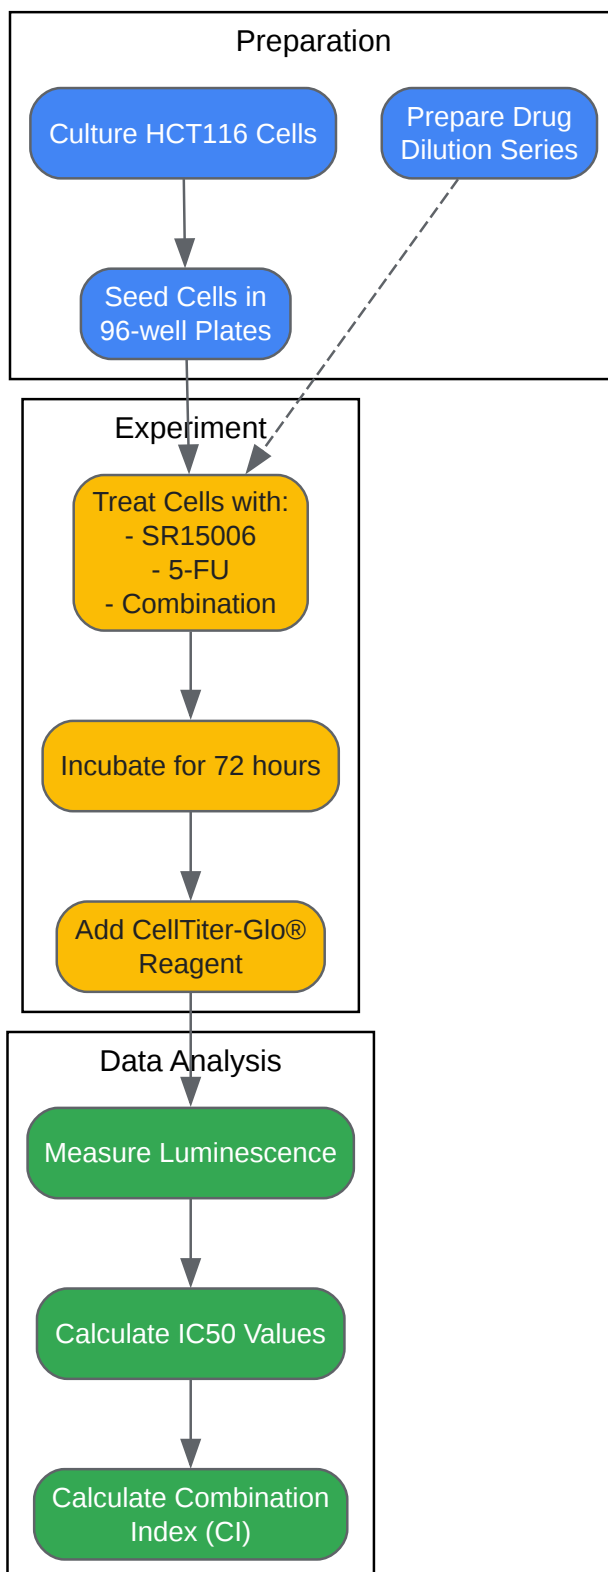 Preparation
Culture HCT116 Cells
Prepare Drug
Dilution Series
Seed Cells in
96-well Plates
Experiment
Treat Cells with:
- SR15006
- 5-FU
- Combination
Incubate for 72 hours
Add CellTiter-Glo®
Reagent
Data Analysis
Measure Luminescence
Calculate IC50 Values
Calculate Combination
Index (CI)